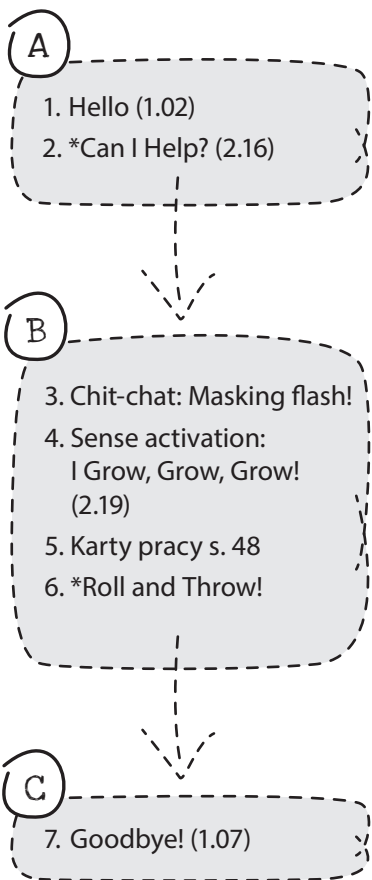 A
1. Hello (1.02)
2. *Can I Help? (2.16)
B
3. Chit-chat: Masking flash!
4. Sense activation:
I Grow, Grow, Grow!
(2.19)
5. Karty pracy s. 48
6. *Roll and Throw!
C
7. Goodbye! (1.07)